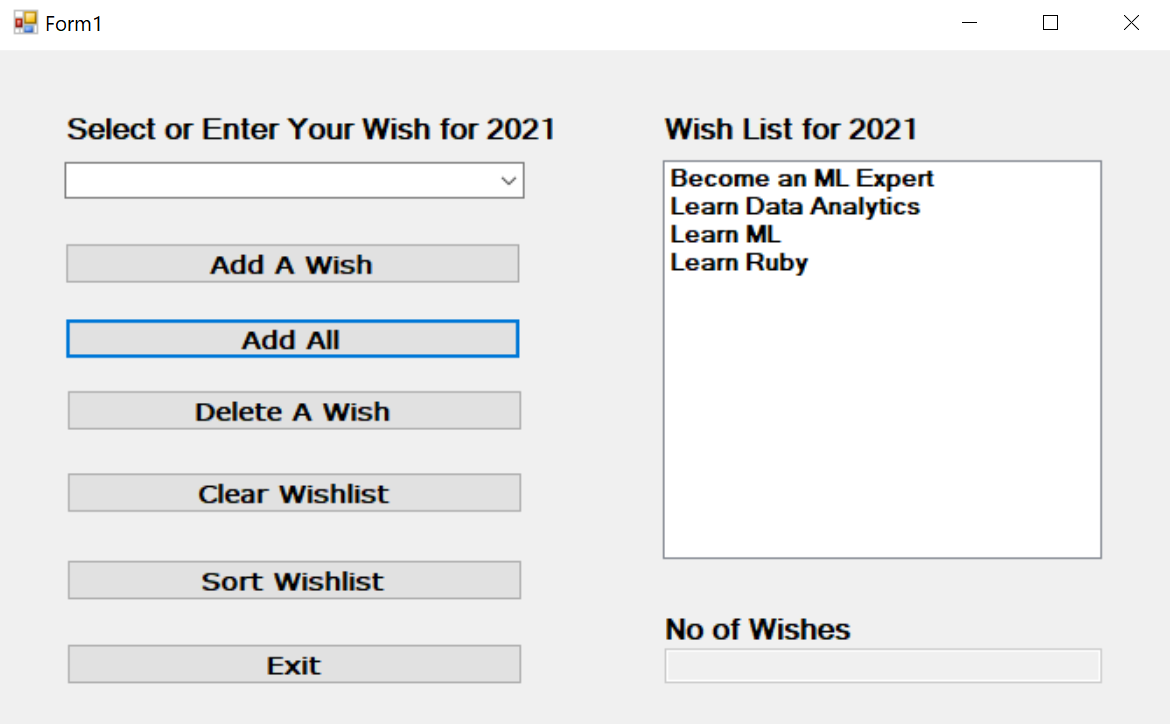 Form1
Select or Enter Your Wish for 2021
Add A Wish
Add All
Delete A Wish
Clear Wishlist
Sort Wishlist
Exit
Wish List for 2021
Become an ML Expert
Learn Data Analytics
Learn ML
Learn Ruby
No of Wishes